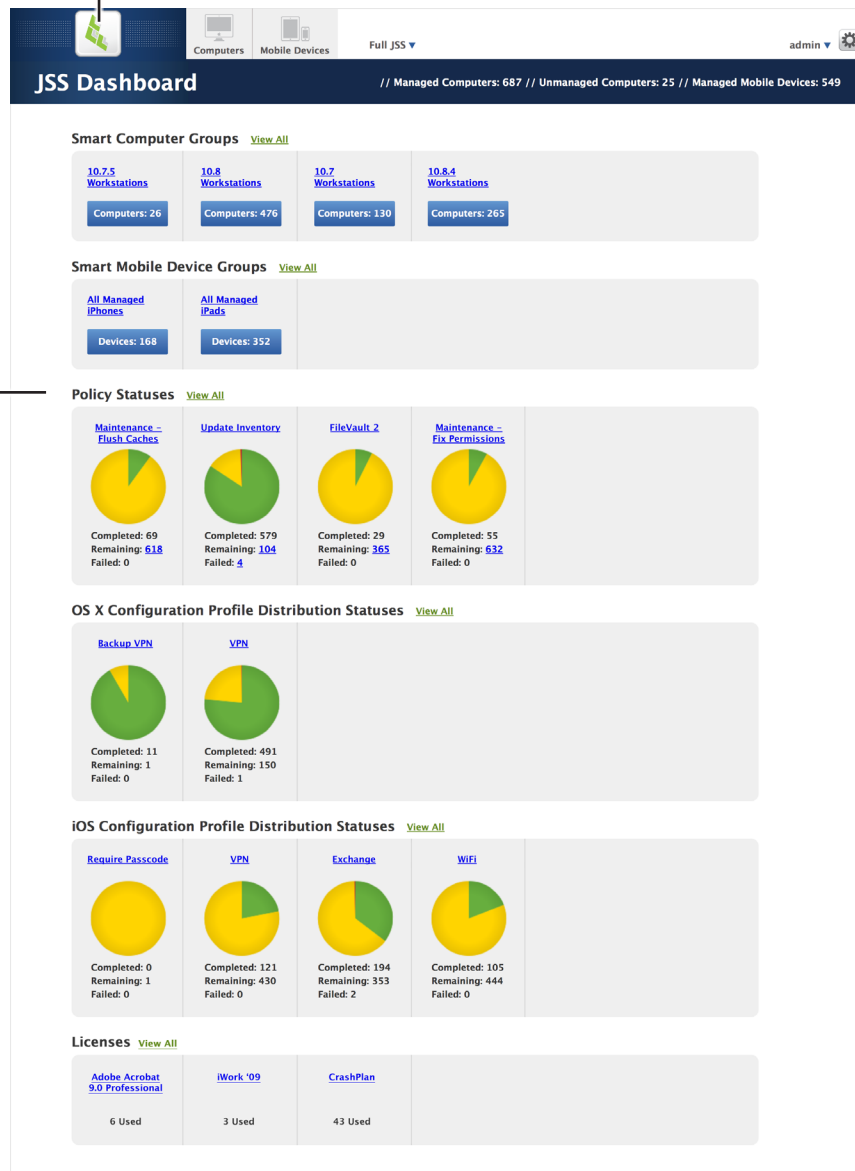 Computers Mobile Devices Full JSS ▼ admin ▼
JSS Dashboard // Managed Computers: 687 // Unmanaged Computers: 25 // Managed Mobile Devices: 549
Smart Computer Groups View All
10.7.5 10.8 10.7 10.8.4
Workstations Workstations Workstations Workstations
Computers: 26 Computers: 476 Computers: 130 Computers: 265
Smart Mobile Device Groups View All
All Managed All Managed
iPhones iPads
Devices: 168 Devices: 352
Policy Statuses View All
Maintenance – Update Inventory FileVault 2 Maintenance –
Flush Caches Fix Permissions
Completed: 69 Completed: 579 Completed: 29 Completed: 55
Remaining: 618 Remaining: 104 Remaining: 365 Remaining: 632
Failed: 0 Failed: 4 Failed: 0 Failed: 0
OS X Configuration Profile Distribution Statuses View All
Backup VPN VPN
Completed: 11 Completed: 491
Remaining: 1 Remaining: 150
Failed: 0 Failed: 1
iOS Configuration Profile Distribution Statuses View All
Require Passcode VPN Exchange WiFi
Completed: 0 Completed: 121 Completed: 194 Completed: 105
Remaining: 1 Remaining: 430 Remaining: 353 Remaining: 444
Failed: 0 Failed: 0 Failed: 2 Failed: 0
Licenses View All
Adobe Acrobat iWork '09 CrashPlan
9.0 Professional
6 Used 3 Used 43 Used